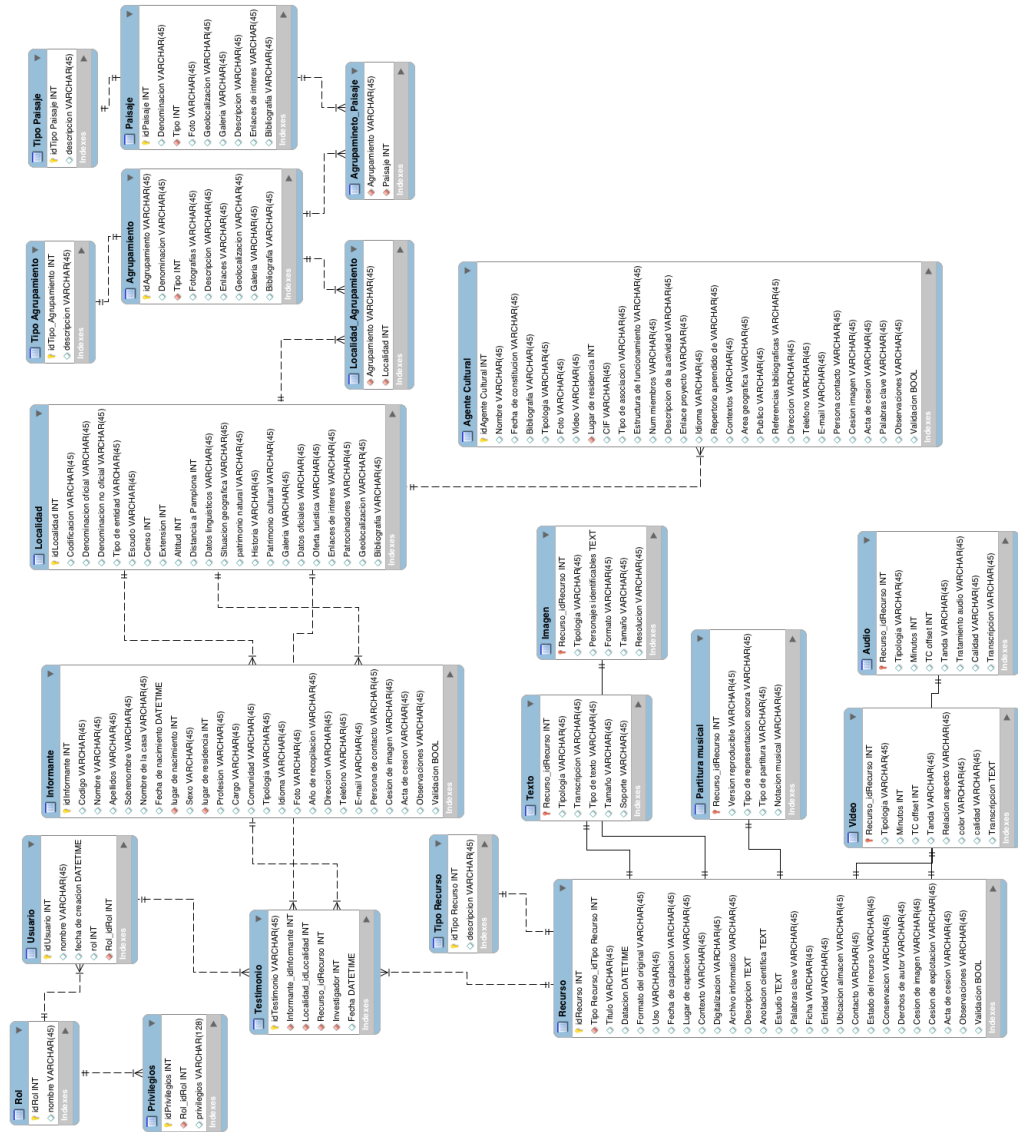 Rol
idRol INT
nombre VARCHAR(45)
Indexes
Privilegios
idPrivilegios INT
Rol_idRol INT
privilegios VARCHAR(128)
Indexes
Usuario
idUsuario INT
nombre VARCHAR(45)
fecha de creacion DATETIME
rol INT
Rol_idRol INT
Indexes
Testimonio
idTestimonio VARCHAR(45)
Informante_idInformante INT
Localidad_idLocalidad INT
Recurso_idRecurso INT
Investigador INT
Fecha DATETIME
Indexes
Tipo Recurso
idTipo Recurso INT
descripcion VARCHAR(45)
Indexes
Recurso
idRecurso INT
Tipo Recurso_idTipo Recurso INT
Titulo VARCHAR(45)
Datacion DATETIME
Formato del original VARCHAR(45)
Uso VARCHAR(45)
Fecha de captacion VARCHAR(45)
Lugar de captacion VARCHAR(45)
Contexto VARCHAR(45)
Digitalización VARCHAR(45)
Archivo informatico VARCHAR(45)
Descripcion TEXT
Anotacion científica TEXT
Estudio TEXT
Palabras clave VARCHAR(45)
Ficha VARCHAR(45)
Entidad VARCHAR(45)
Ubicacion almacen VARCHAR(45)
Contacto VARCHAR(45)
Estado del recurso VARCHAR(45)
Conservacion VARCHAR(45)
Derchos de autor VARCHAR(45)
Cesion de imagen VARCHAR(45)
Cesion de explotacion VARCHAR(45)
Acta de cesion VARCHAR(45)
Observaciones VARCHAR(45)
Validacion BOOL
Indexes
Informante
idInformante INT
Codigo VARCHAR(45)
Nombre VARCHAR(45)
Apellidos VARCHAR(45)
Sobrenombre VARCHAR(45)
Nombre de la casa VARCHAR(45)
Fecha de nacimiento DATETIME
lugar de nacimiento INT
Sexo VARCHAR(45)
lugar de residencia INT
Profesion VARCHAR(45)
Cargo VARCHAR(45)
Comunidad VARCHAR(45)
Tipologia VARCHAR(45)
Idioma VARCHAR(45)
Foto VARCHAR(45)
Año de recopilacion VARCHAR(45)
Direccion VARCHAR(45)
Telefono VARCHAR(45)
E-mail VARCHAR(45)
Persona de contacto VARCHAR(45)
Cesion de imagen VARCHAR(45)
Acta de cesion VARCHAR(45)
Observaciones VARCHAR(45)
Validacion BOOL
Indexes
Texto
Recurso_idRecurso INT
Tipologia VARCHAR(45)
Transcripcion VARCHAR(45)
Tipo de texto VARCHAR(45)
Tamaño VARCHAR(45)
Soporte VARCHAR(45)
Indexes
Imagen
Recurso_idRecurso INT
Tipologia VARCHAR(45)
Personajes identificables TEXT
Formato VARCHAR(45)
Tamaño VARCHAR(45)
Resolucion VARCHAR(45)
Indexes
Partitura musical
Recurso_idRecurso INT
Version reproducible VARCHAR(45)
Tipo de representacion sonora VARCHAR(45)
Tipo de partitura VARCHAR(45)
Notacion musical VARCHAR(45)
Indexes
Video
Recurso_idRecurso INT
Tipologia VARCHAR(45)
Minutos INT
TC offset INT
Tanda VARCHAR(45)
Relacion aspecto VARCHAR(45)
color VARCHAR(45)
calidad VARCHAR(45)
Transcripcion TEXT
Indexes
Audio
Recurso_idRecurso INT
Tipologia VARCHAR(45)
Minutos INT
TC offset INT
Tanda VARCHAR(45)
Tratamiento audio VARCHAR(45)
Calidad VARCHAR(45)
Transcripcion VARCHAR(45)
Indexes
Localidad
idLocalidad INT
Codificacion VARCHAR(45)
Denominacion oficial VARCHAR(45)
Denominacion no oficial VARCHAR(45)
Tipo de entidad VARCHAR(45)
Escudo VARCHAR(45)
Censo INT
Extension INT
Altitud INT
Distancia a Pamplona INT
Datos linguisticos VARCHAR(45)
Situacion geografica VARCHAR(45)
patrimonio natural VARCHAR(45)
Historia VARCHAR(45)
Patrimonio cultural VARCHAR(45)
Galeria VARCHAR(45)
Datos oficiales VARCHAR(45)
Oferta turistica VARCHAR(45)
Enlaces de interes VARCHAR(45)
Patrocinadores VARCHAR(45)
Geolocalizacion VARCHAR(45)
Bibliografia VARCHAR(45)
Indexes
Agente Cultural
idAgente Cultural INT
Nombre VARCHAR(45)
Fecha de constitucion VARCHAR(45)
Bibliografia VARCHAR(45)
Tipologia VARCHAR(45)
Foto VARCHAR(45)
Video VARCHAR(45)
Lugar de residencia INT
CIF VARCHAR(45)
Tipo de asociacion VARCHAR(45)
Estructura de funcionamiento VARCHAR(45)
Num miembros VARCHAR(45)
Descripcion de la actividad VARCHAR(45)
Enlace proyecto VARCHAR(45)
Idioma VARCHAR(45)
Repertorio aprendido de VARCHAR(45)
Contextos VARCHAR(45)
Area geografica VARCHAR(45)
Publico VARCHAR(45)
Referencias bibliograficas VARCHAR(45)
Direccion VARCHAR(45)
Telefono VARCHAR(45)
E-mail VARCHAR(45)
Persona contacto VARCHAR(45)
Cesion imagen VARCHAR(45)
Acta de cesion VARCHAR(45)
Palabras clave VARCHAR(45)
Observaciones VARCHAR(45)
Validacion BOOL
Indexes
Tipo Agrupamiento
idTipo_Agrupamiento INT
descripcion VARCHAR(45)
Indexes
Agrupamiento
idAgrupamiento VARCHAR(45)
Denominacion VARCHAR(45)
Tipo INT
Fotografias VARCHAR(45)
Descripcion VARCHAR(45)
Enlaces VARCHAR(45)
Geolocalizacion VARCHAR(45)
Galeria VARCHAR(45)
Bibliografia VARCHAR(45)
Indexes
Localidad_Agrupamiento
Agrupamiento VARCHAR(45)
Localidad INT
Indexes
Tipo Paisaje
idTipo Paisaje INT
descripcion VARCHAR(45)
Indexes
Paisaje
idPaisaje INT
Denominacion VARCHAR(45)
Tipo INT
Foto VARCHAR(45)
Geolocalizacion VARCHAR(45)
Galeria VARCHAR(45)
Descripcion VARCHAR(45)
Enlaces de interes VARCHAR(45)
Bibliografia VARCHAR(45)
Indexes
Agrupamineto_Paisaje
Agrupamiento VARCHAR(45)
Paisaje INT
Indexes